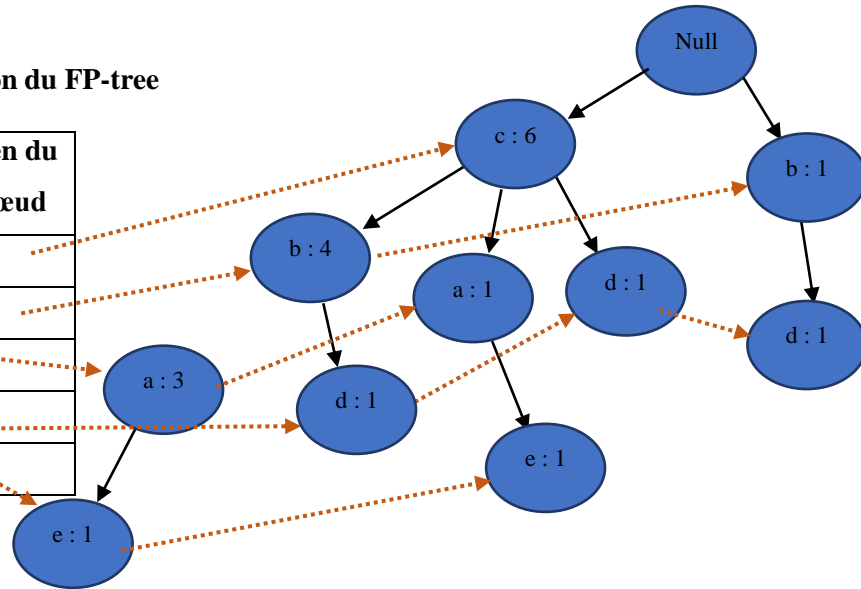 Null
on du FP-tree
c : 6
en du
b : 1
œud
b : 4
d : 1
a : 1
d : 1
a : 3
d : 1
e : 1
e : 1